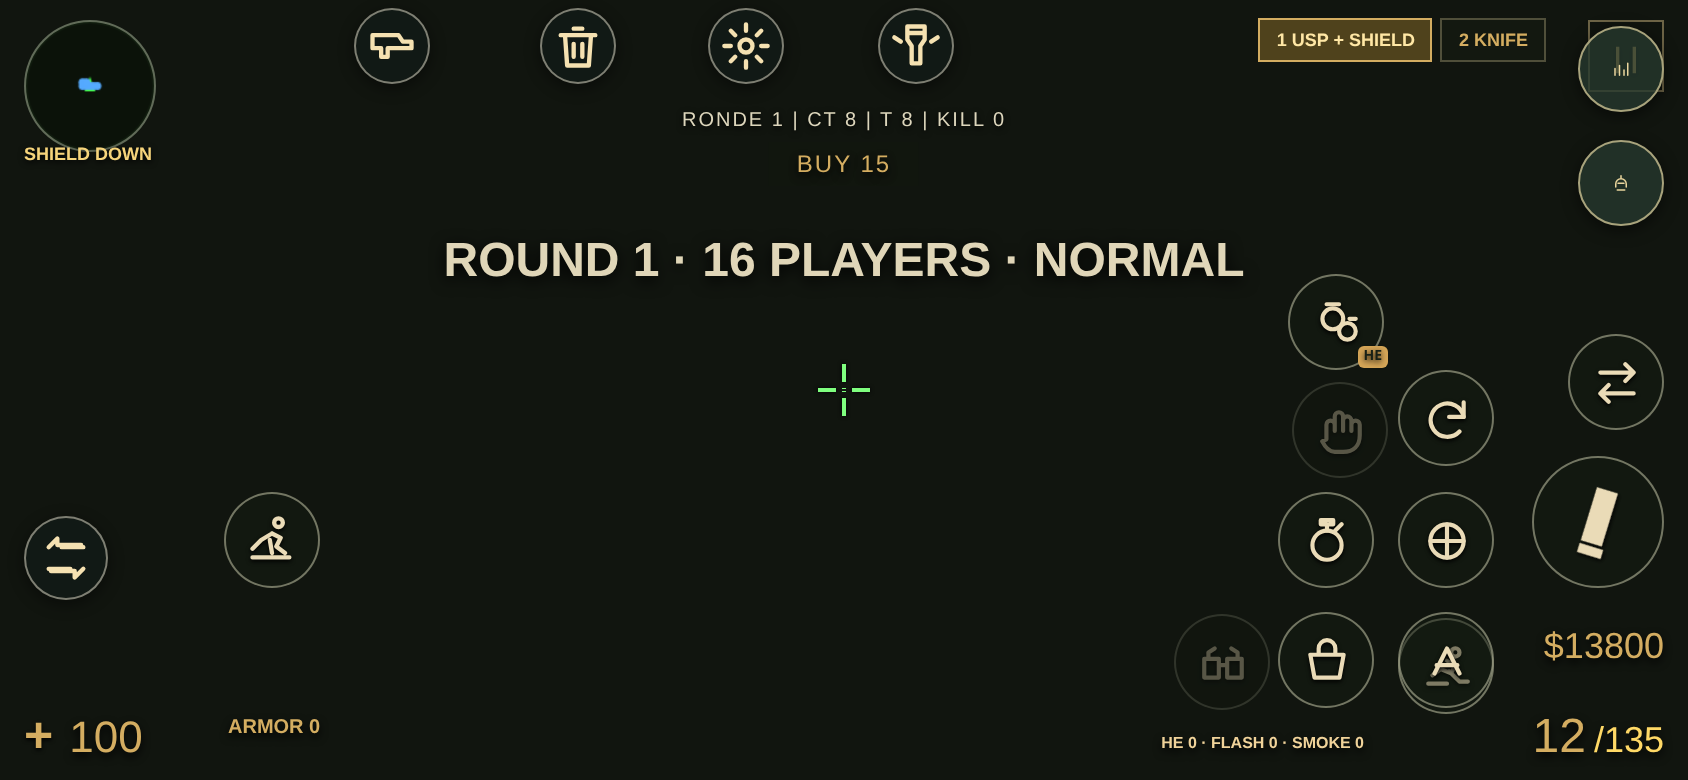 1 USP + SHIELD
2 KNIFE
RONDE 1 | CT 8 | T 8 | KILL 0
SHIELD DOWN
BUY 15
ROUND 1 · 16 PLAYERS · NORMAL
HE
$13800
+ 100
ARMOR 0
HE 0 · FLASH 0 · SMOKE 0
12 /135